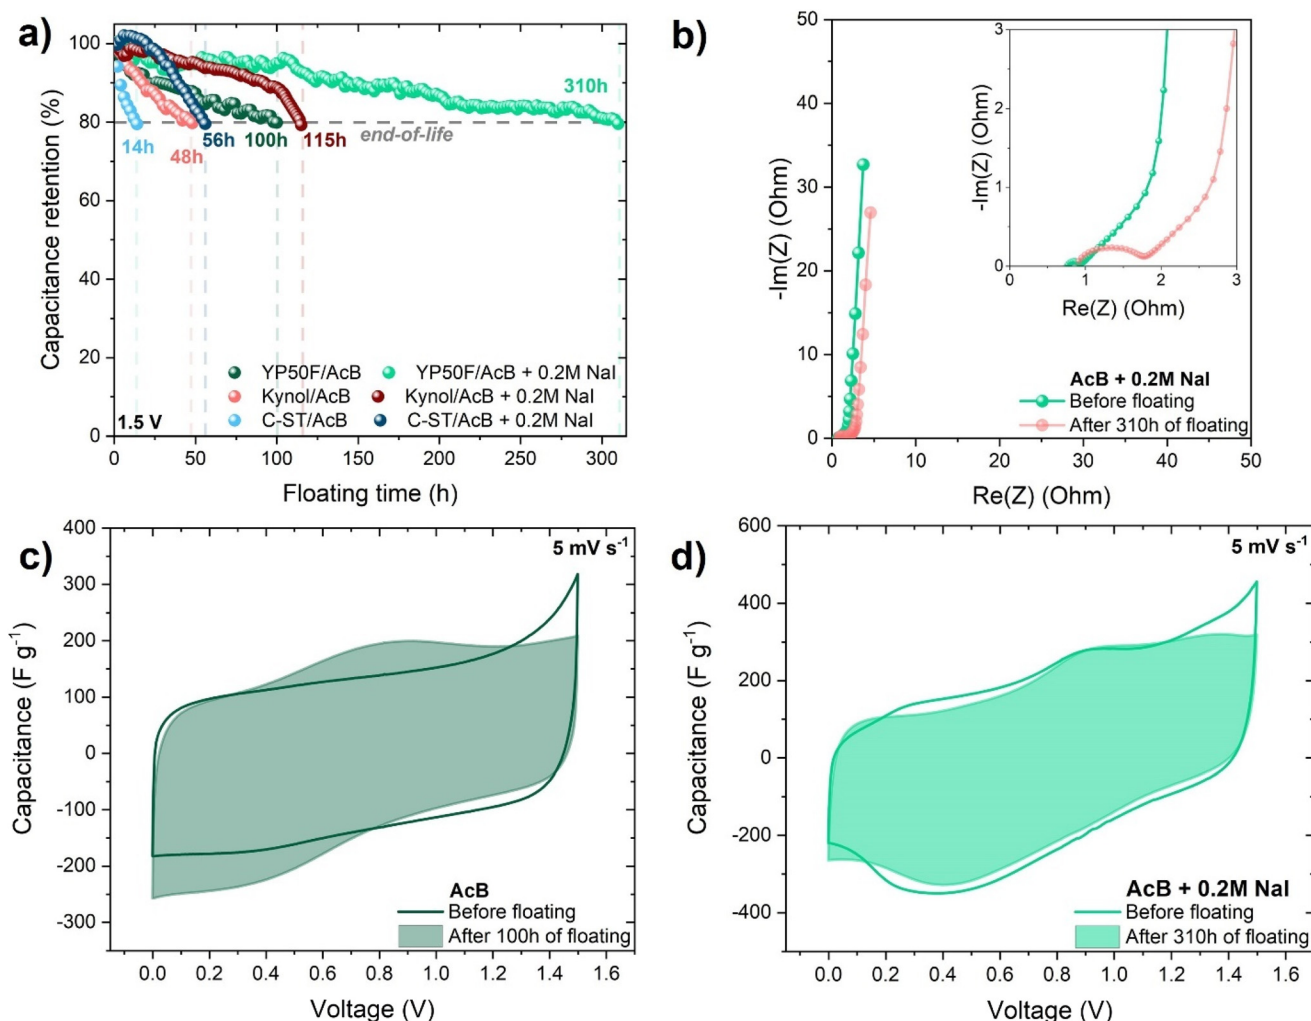 a)
Capacitance retention (%)
120
100
80
60
40
20
0
310h
end-of-life
14h
48h
56h
100h
115h
YP50F/AcB
YP50F/AcB + 0.2M NaI
Kynol/AcB
Kynol/AcB + 0.2M NaI
C-ST/AcB
C-ST/AcB + 0.2M NaI
1.5 V
0 50 100 150 200 250 300
Floating time (h)
b)
-Im(Z) (Ohm)
50
40
30
20
10
0
-Im(Z) (Ohm)
3
2
1
0
0 1 2 3
Re(Z) (Ohm)
AcB + 0.2M NaI
Before floating
After 310h of floating
0 10 20 30 40 50
Re(Z) (Ohm)
c)
5 mV s-1
Capacitance (F g-1)
400
300
200
100
0
-100
-200
-300
AcB
Before floating
After 100h of floating
0.0 0.2 0.4 0.6 0.8 1.0 1.2 1.4 1.6
Voltage (V)
d)
5 mV s-1
Capacitance (F g-1)
600
400
200
0
-200
-400
AcB + 0.2M NaI
Before floating
After 310h of floating
0.0 0.2 0.4 0.6 0.8 1.0 1.2 1.4 1.6
Voltage (V)